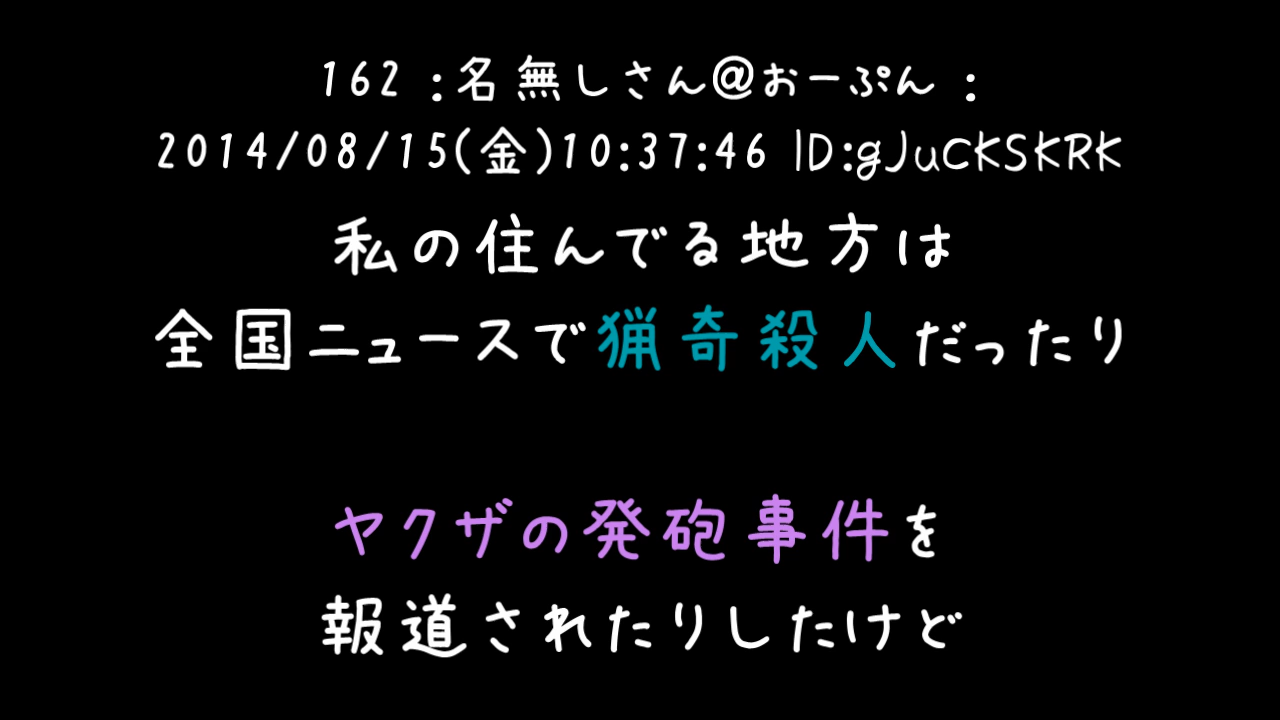 162 :名無しさん@おーぷん :
2014/08/15(金)10:37:46 ID:gJuCKSKRK
私の住んでる地方は
全国ニュースで猟奇殺人だったり
ヤクザの発砲事件を
報道されたりしたけど